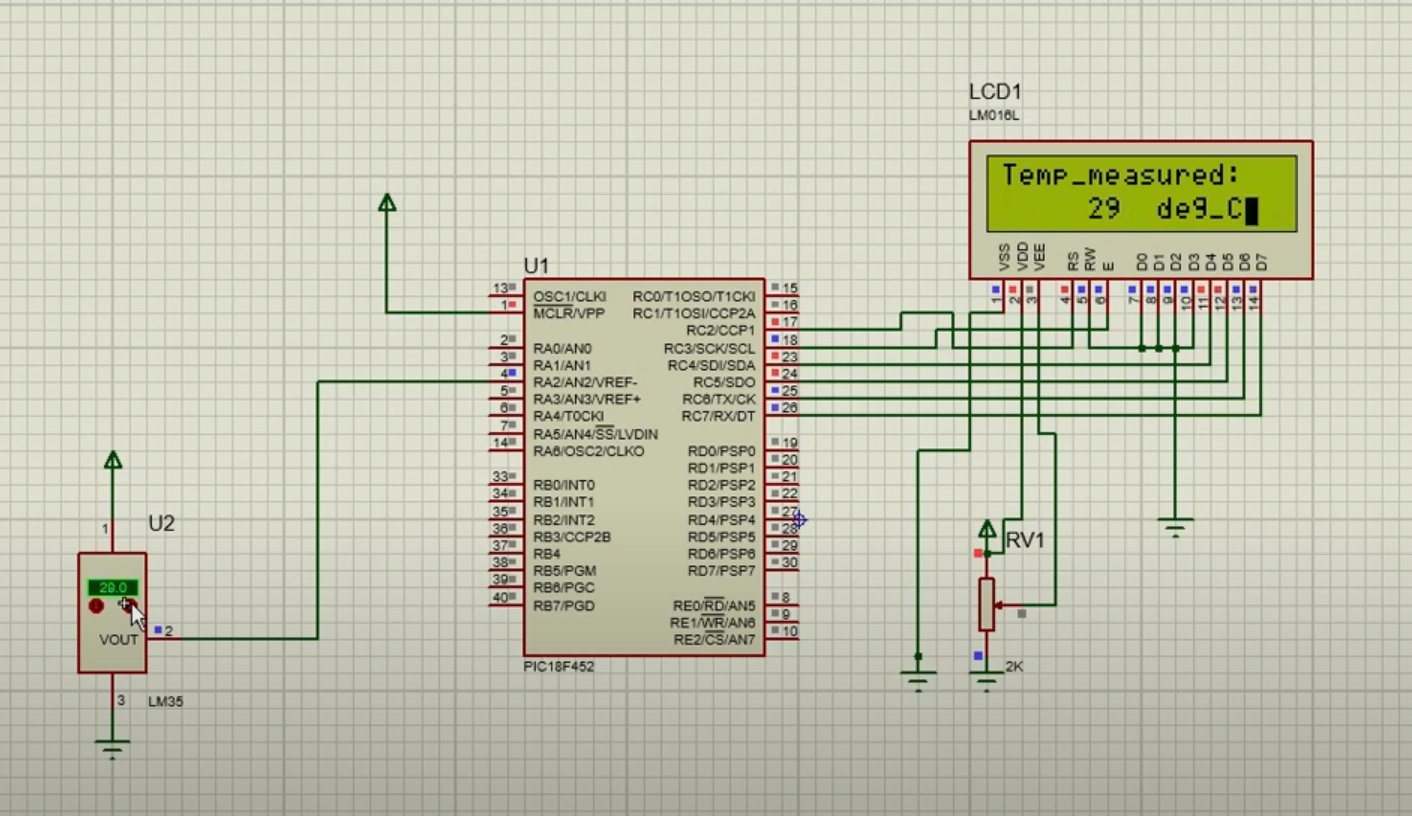 LCD1
LM016L
Temp_measured:
29 deg_C
VSS VDD VEE RS RW E D0 D1 D2 D3 D4 D5 D6 D7
1 2 3 4 5 6 7 8 9 10 11 12 13 14
U1
13 OSC1/CLKI RC0/T1OSO/T1CKI 15
1 MCLR/VPP RC1/T1OSI/CCP2A 16
RC2/CCP1 17
2 RA0/AN0 RC3/SCK/SCL 18
3 RA1/AN1 RC4/SDI/SDA 23
4 RA2/AN2/VREF- RC5/SDO 24
5 RA3/AN3/VREF+ RC6/TX/CK 25
6 RA4/T0CKI RC7/RX/DT 26
7 RA5/AN4/SS/LVDIN
14 RA6/OSC2/CLKO RD0/PSP0 19
RD1/PSP1 20
33 RB0/INT0 RD2/PSP2 21
34 RB1/INT1 RD3/PSP3 22
35 RB2/INT2 RD4/PSP4 27
36 RB3/CCP2B RD5/PSP5 28
37 RB4 RD6/PSP6 29
38 RB5/PGM RD7/PSP7 30
39 RB6/PGC
40 RB7/PGD RE0/RD/AN5 8
RE1/WR/AN6 9
RE2/CS/AN7 10
PIC18F452
1
U2
VOUT
2
3
LM35
RV1
2K